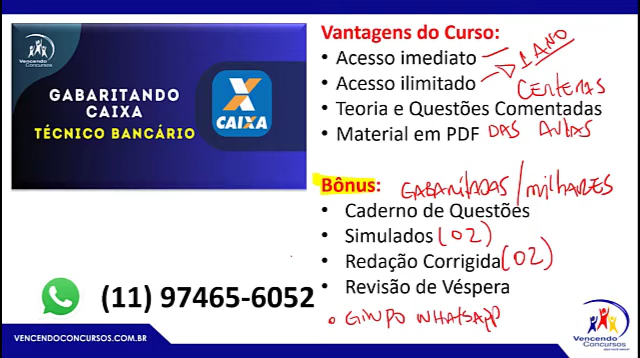 Vencendo
Concursos
GABARITANDO
CAIXA
TÉCNICO BANCÁRIO
CAIXA
Vantagens do Curso:
• Acesso imediato
1 ANO
• Acesso ilimitado
CENTENAS
• Teoria e Questões Comentadas
• Material em PDF DAS AULAS
Bônus: GABARITADAS / MILHARES
• Caderno de Questões
• Simulados (02)
• Redação Corrigida (02)
• Revisão de Véspera
• GRUPO WHATSAPP
(11) 97465-6052
VENCENDOCONCURSOS.COM.BR
Vencendo
Concursos